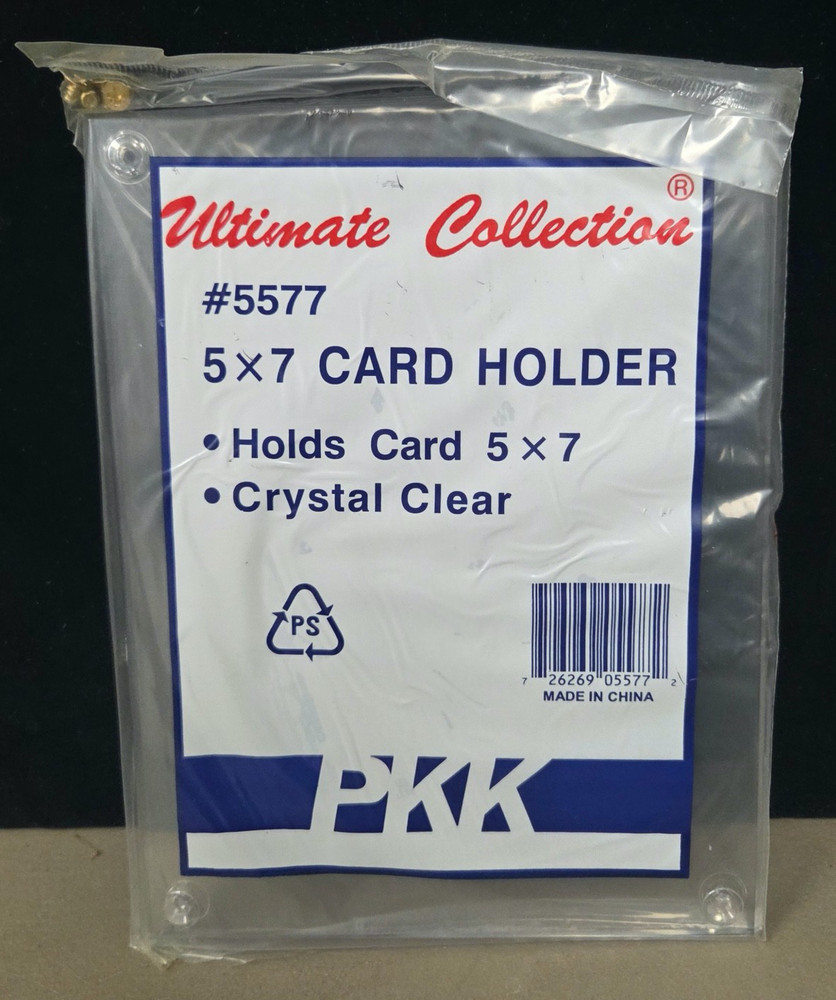 Ultimate Collection ®
#5577
5×7 CARD HOLDER
• Holds Card 5×7
• Crystal Clear
PS
7 26269 05577 2
MADE IN CHINA
PKK